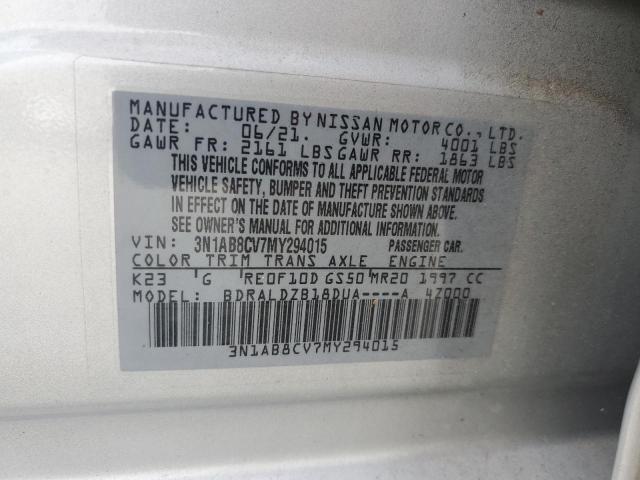 MANUFACTURED BY NISSAN MOTOR CO., LTD.
DATE: 06/21. GVWR: 4001 LBS
GAWR FR: 2161 LBS GAWR RR: 1863 LBS
THIS VEHICLE CONFORMS TO ALL APPLICABLE FEDERAL MOTOR
VEHICLE SAFETY, BUMPER AND THEFT PREVENTION STANDARDS
IN EFFECT ON THE DATE OF MANUFACTURE SHOWN ABOVE.
SEE OWNER'S MANUAL FOR ADDITIONAL INFORMATION
VIN: 3N1AB8CV7MY294015 PASSENGER CAR.
COLOR TRIM TRANS AXLE ENGINE
K23 G RE0F10D GS50 MR20 1997 CC
MODEL: BDRALDZB18DUA----A 4Z000
3N1AB8CV7MY294015